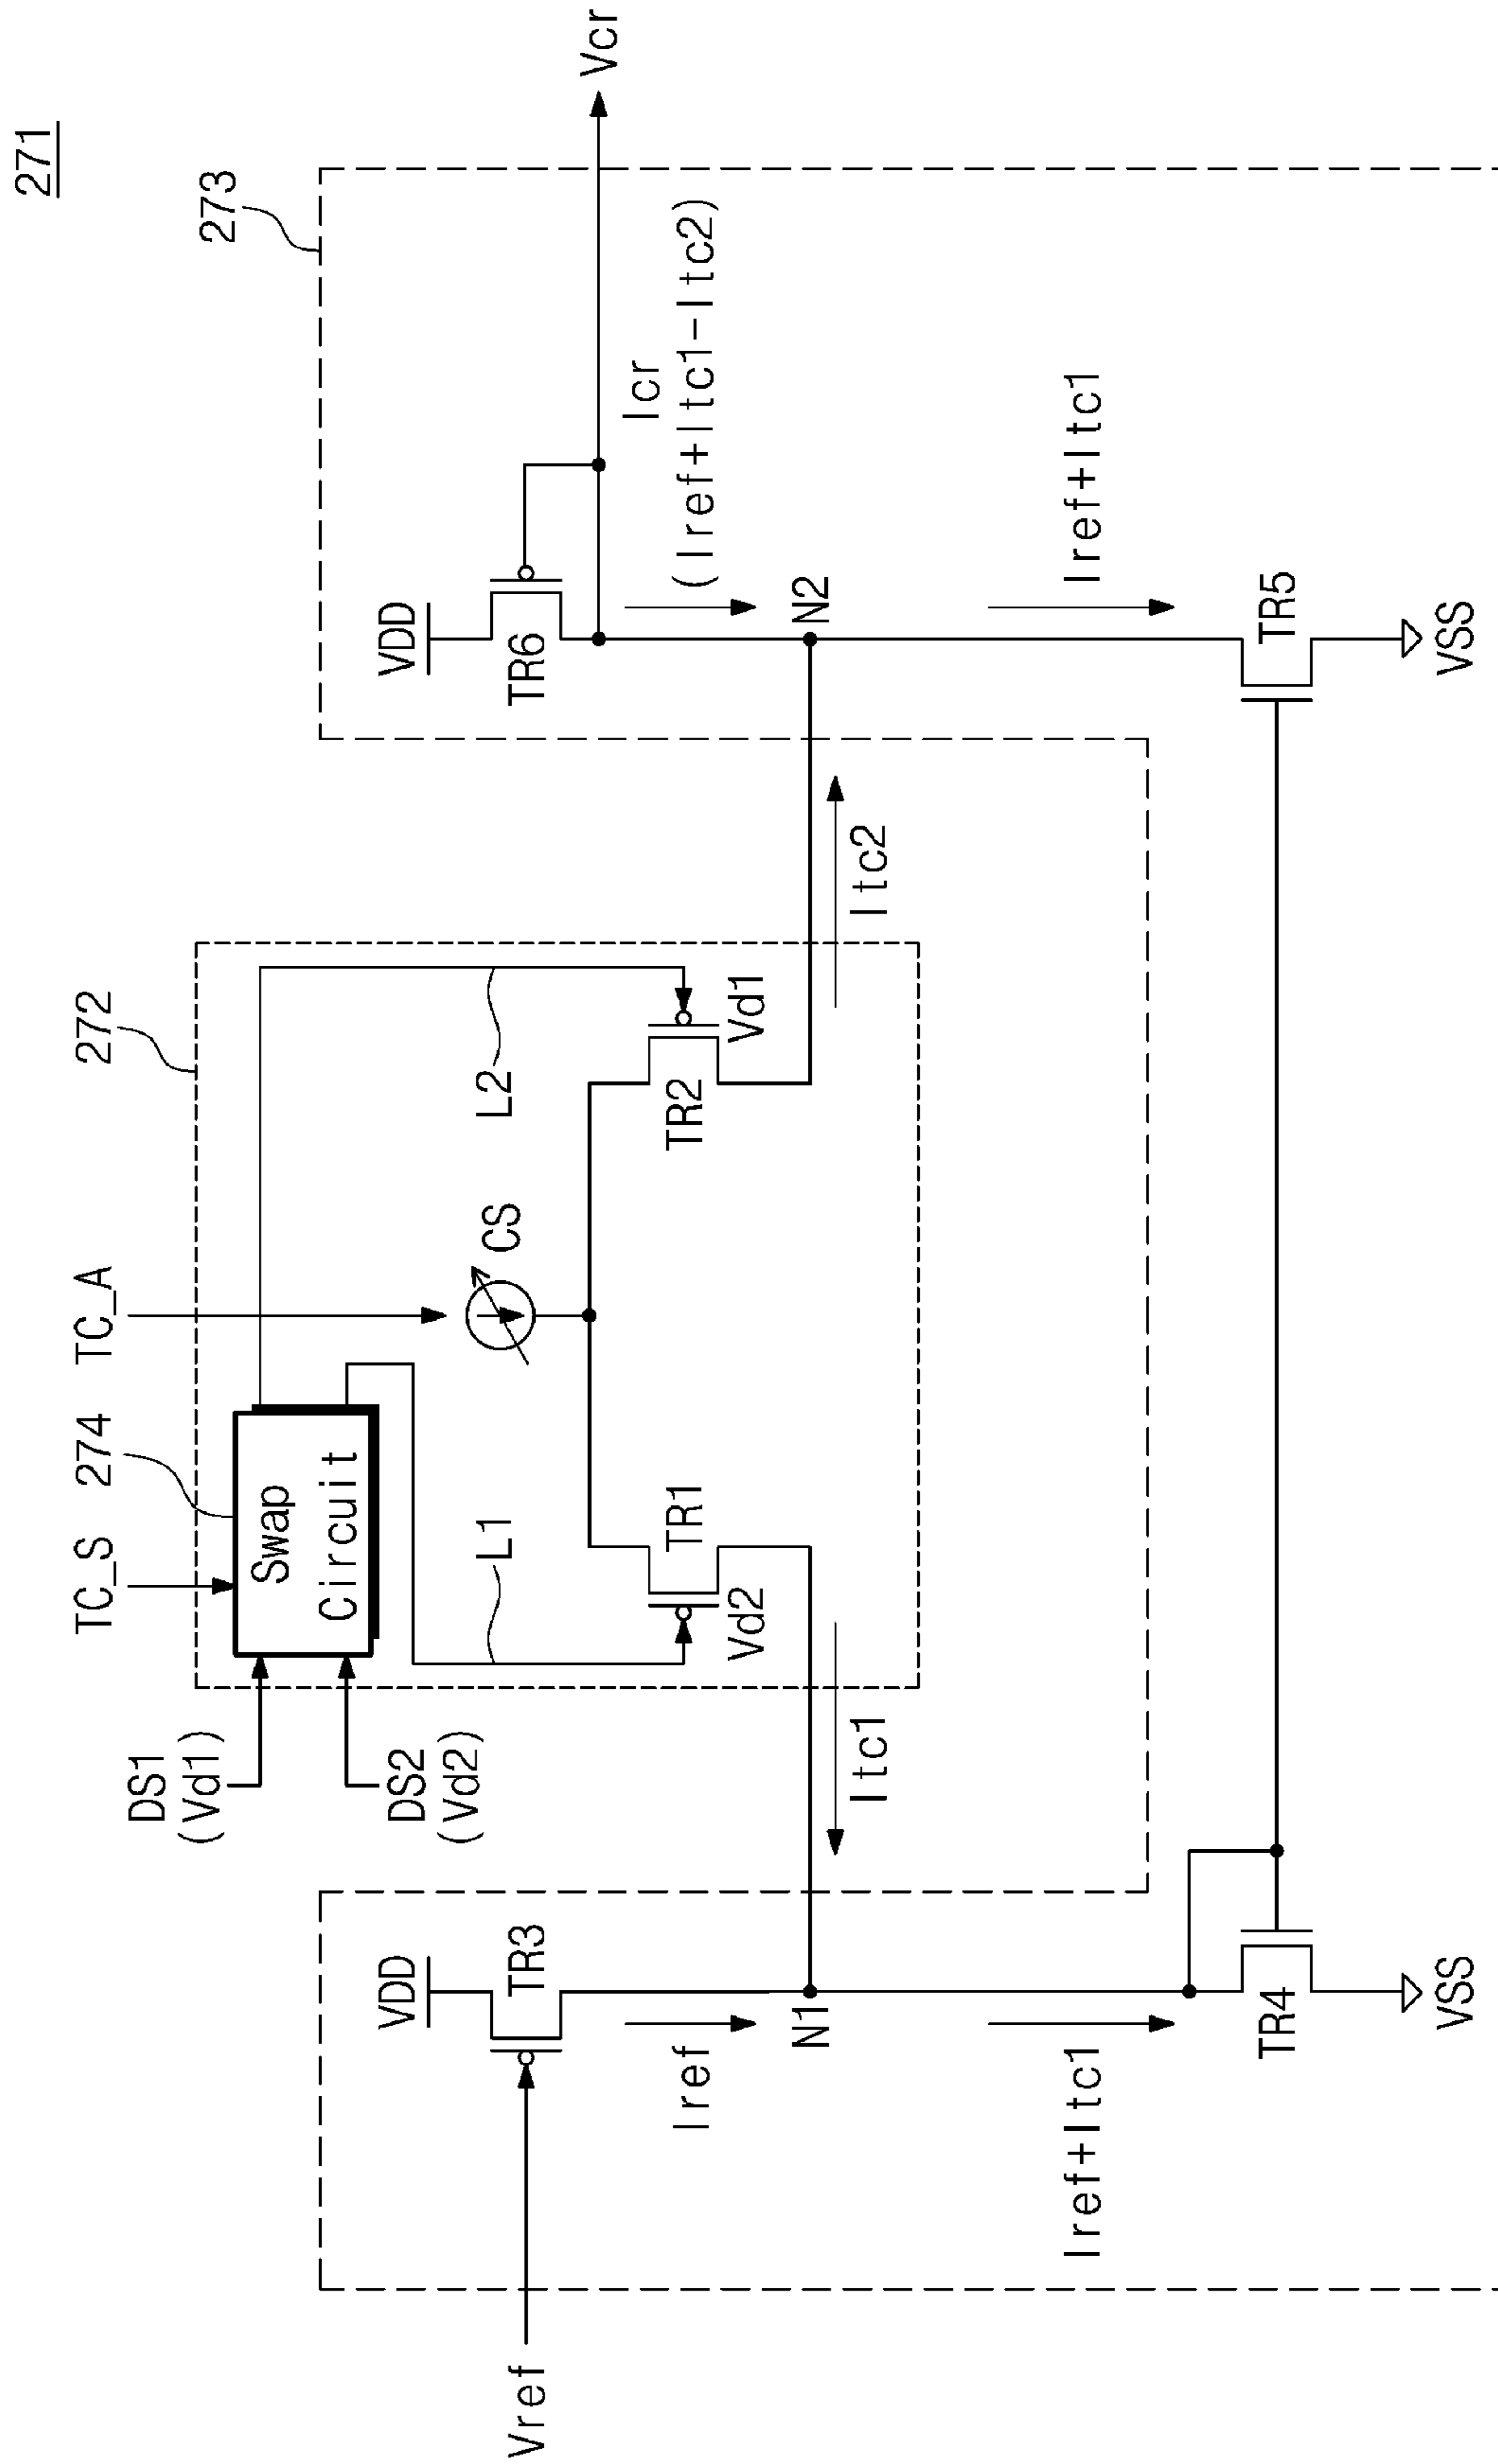 271
273
272
TC_S
274
TC_A
DS1
(Vd1)
DS2
(Vd2)
Swap
Circuit
L1
CS
L2
VDD
TR3
Vref
Iref
N1
Vd2
TR1
TR2
Vd1
VDD
TR6
Vcr
Icr
(Iref+Itc1-Itc2)
N2
Itc1
Itc2
Iref+Itc1
Iref+Itc1
TR4
TR5
VSS
VSS